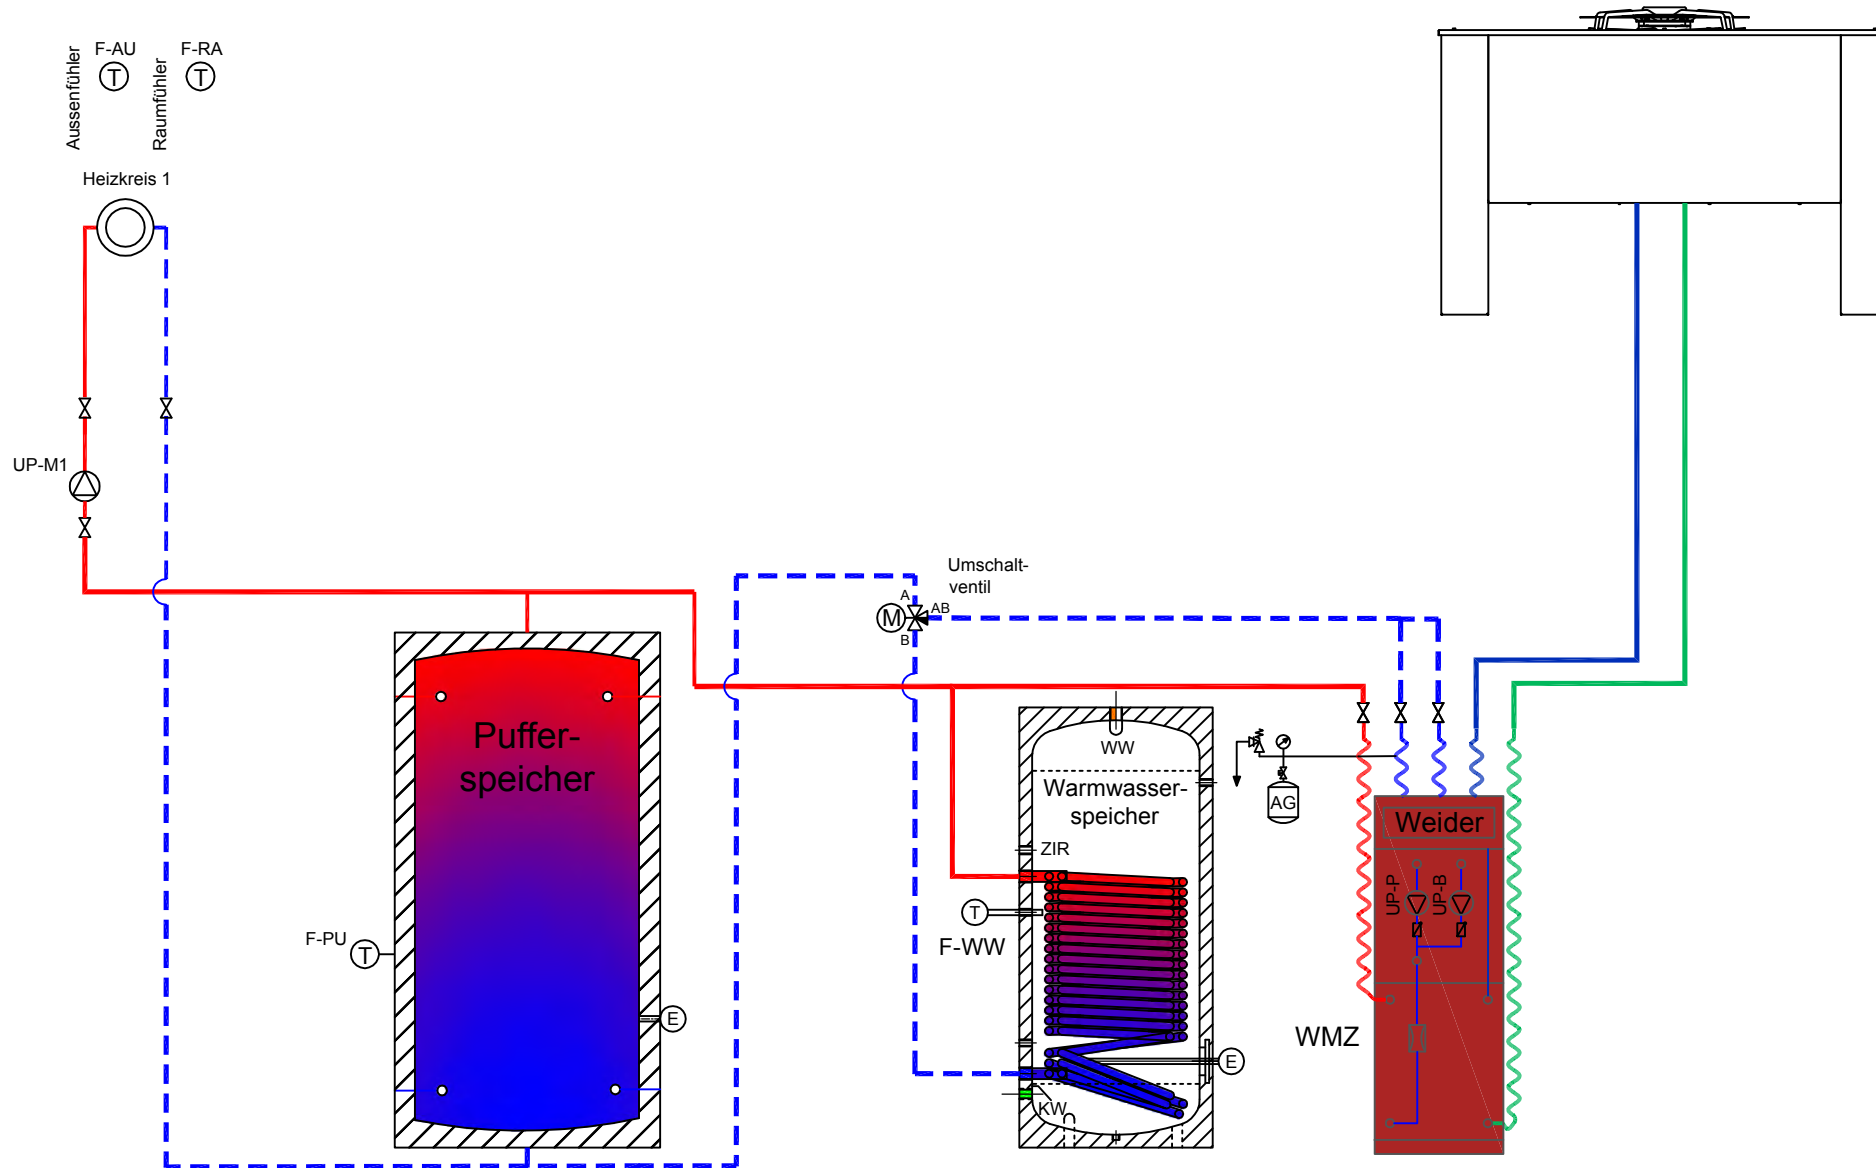 Aussenfühler
F-AU
T
Raumfühler
F-RA
T
Heizkreis 1
UP-M1
Umschalt-
ventil
A
M
AB
B
Puffer-
speicher
WW
Warmwasser-
speicher
AG
Weider
ZIR
UP-P
UP-B
T
F-WW
F-PU
T
E
WMZ
E
KW